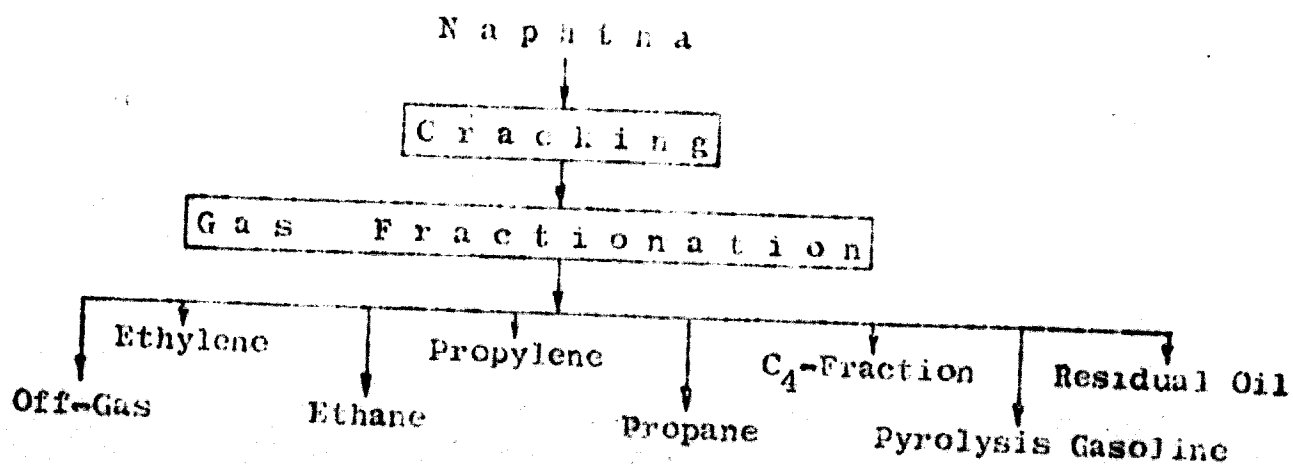 Naphtha
Cracking
Gas Fractionation
Ethylene Propylene C₄-Fraction Residual Oil
Off-Gas Ethane Propane Pyrolysis Gasoline